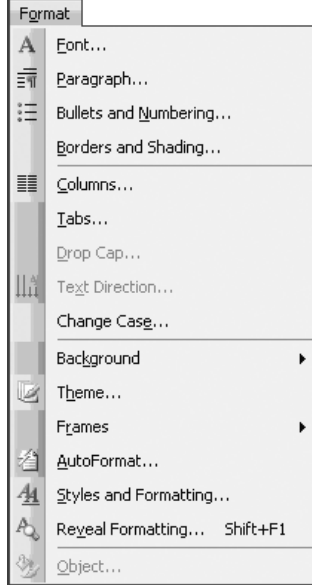 Format
Font...
Paragraph...
Bullets and Numbering...
Borders and Shading...
Columns...
Tabs...
Drop Cap...
Text Direction...
Change Case...
Background
Theme...
Frames
AutoFormat...
Styles and Formatting...
Reveal Formatting... Shift+F1
Object...